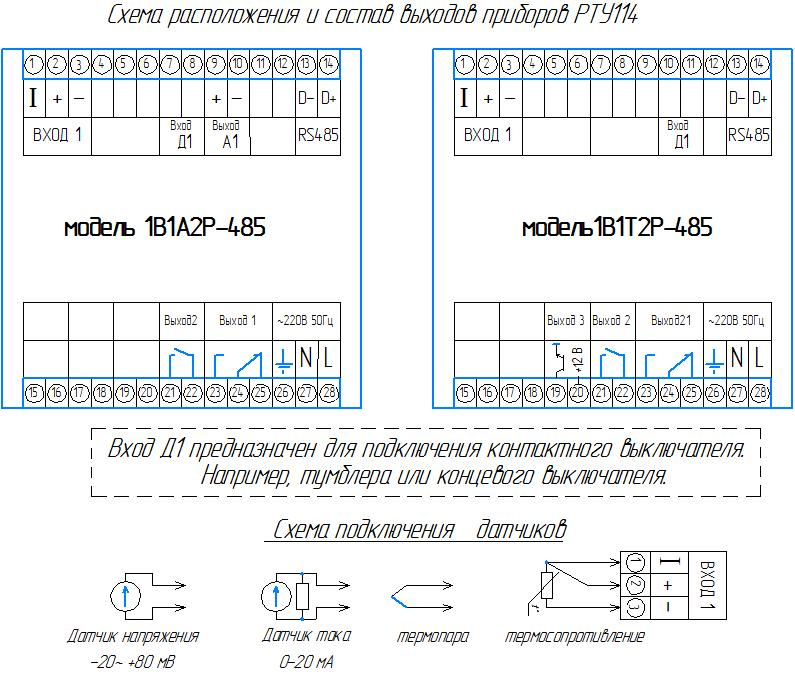 Схема расположения и состав выходов приборов РТУ114
1 2 3 4 5 6 7 8 9 10 11 12 13 14
I + − + − D− D+
ВХОД 1 Вход Д1 Выход А1 RS485
модель 1В1А2Р-485
Выход2 Выход 1 ~220В 50Гц
N L
15 16 17 18 19 20 21 22 23 24 25 26 27 28
1 2 3 4 5 6 7 8 9 10 11 12 13 14
I + − D− D+
ВХОД 1 Вход Д1 RS485
модель1В1Т2Р-485
Выход 3 Выход 2 Выход21 ~220В 50Гц
+12 В N L
15 16 17 18 19 20 21 22 23 24 25 26 27 28
Вход Д1 предназначен для подключения контактного выключателя.
Например, тумблера или концевого выключателя.
Схема подключения датчиков
1 I
2 +
3 −
ВХОД 1
r
Датчик напряжения
−20~ +80 мВ
Датчик тока
0-20 мА
термопара
термосопротивление